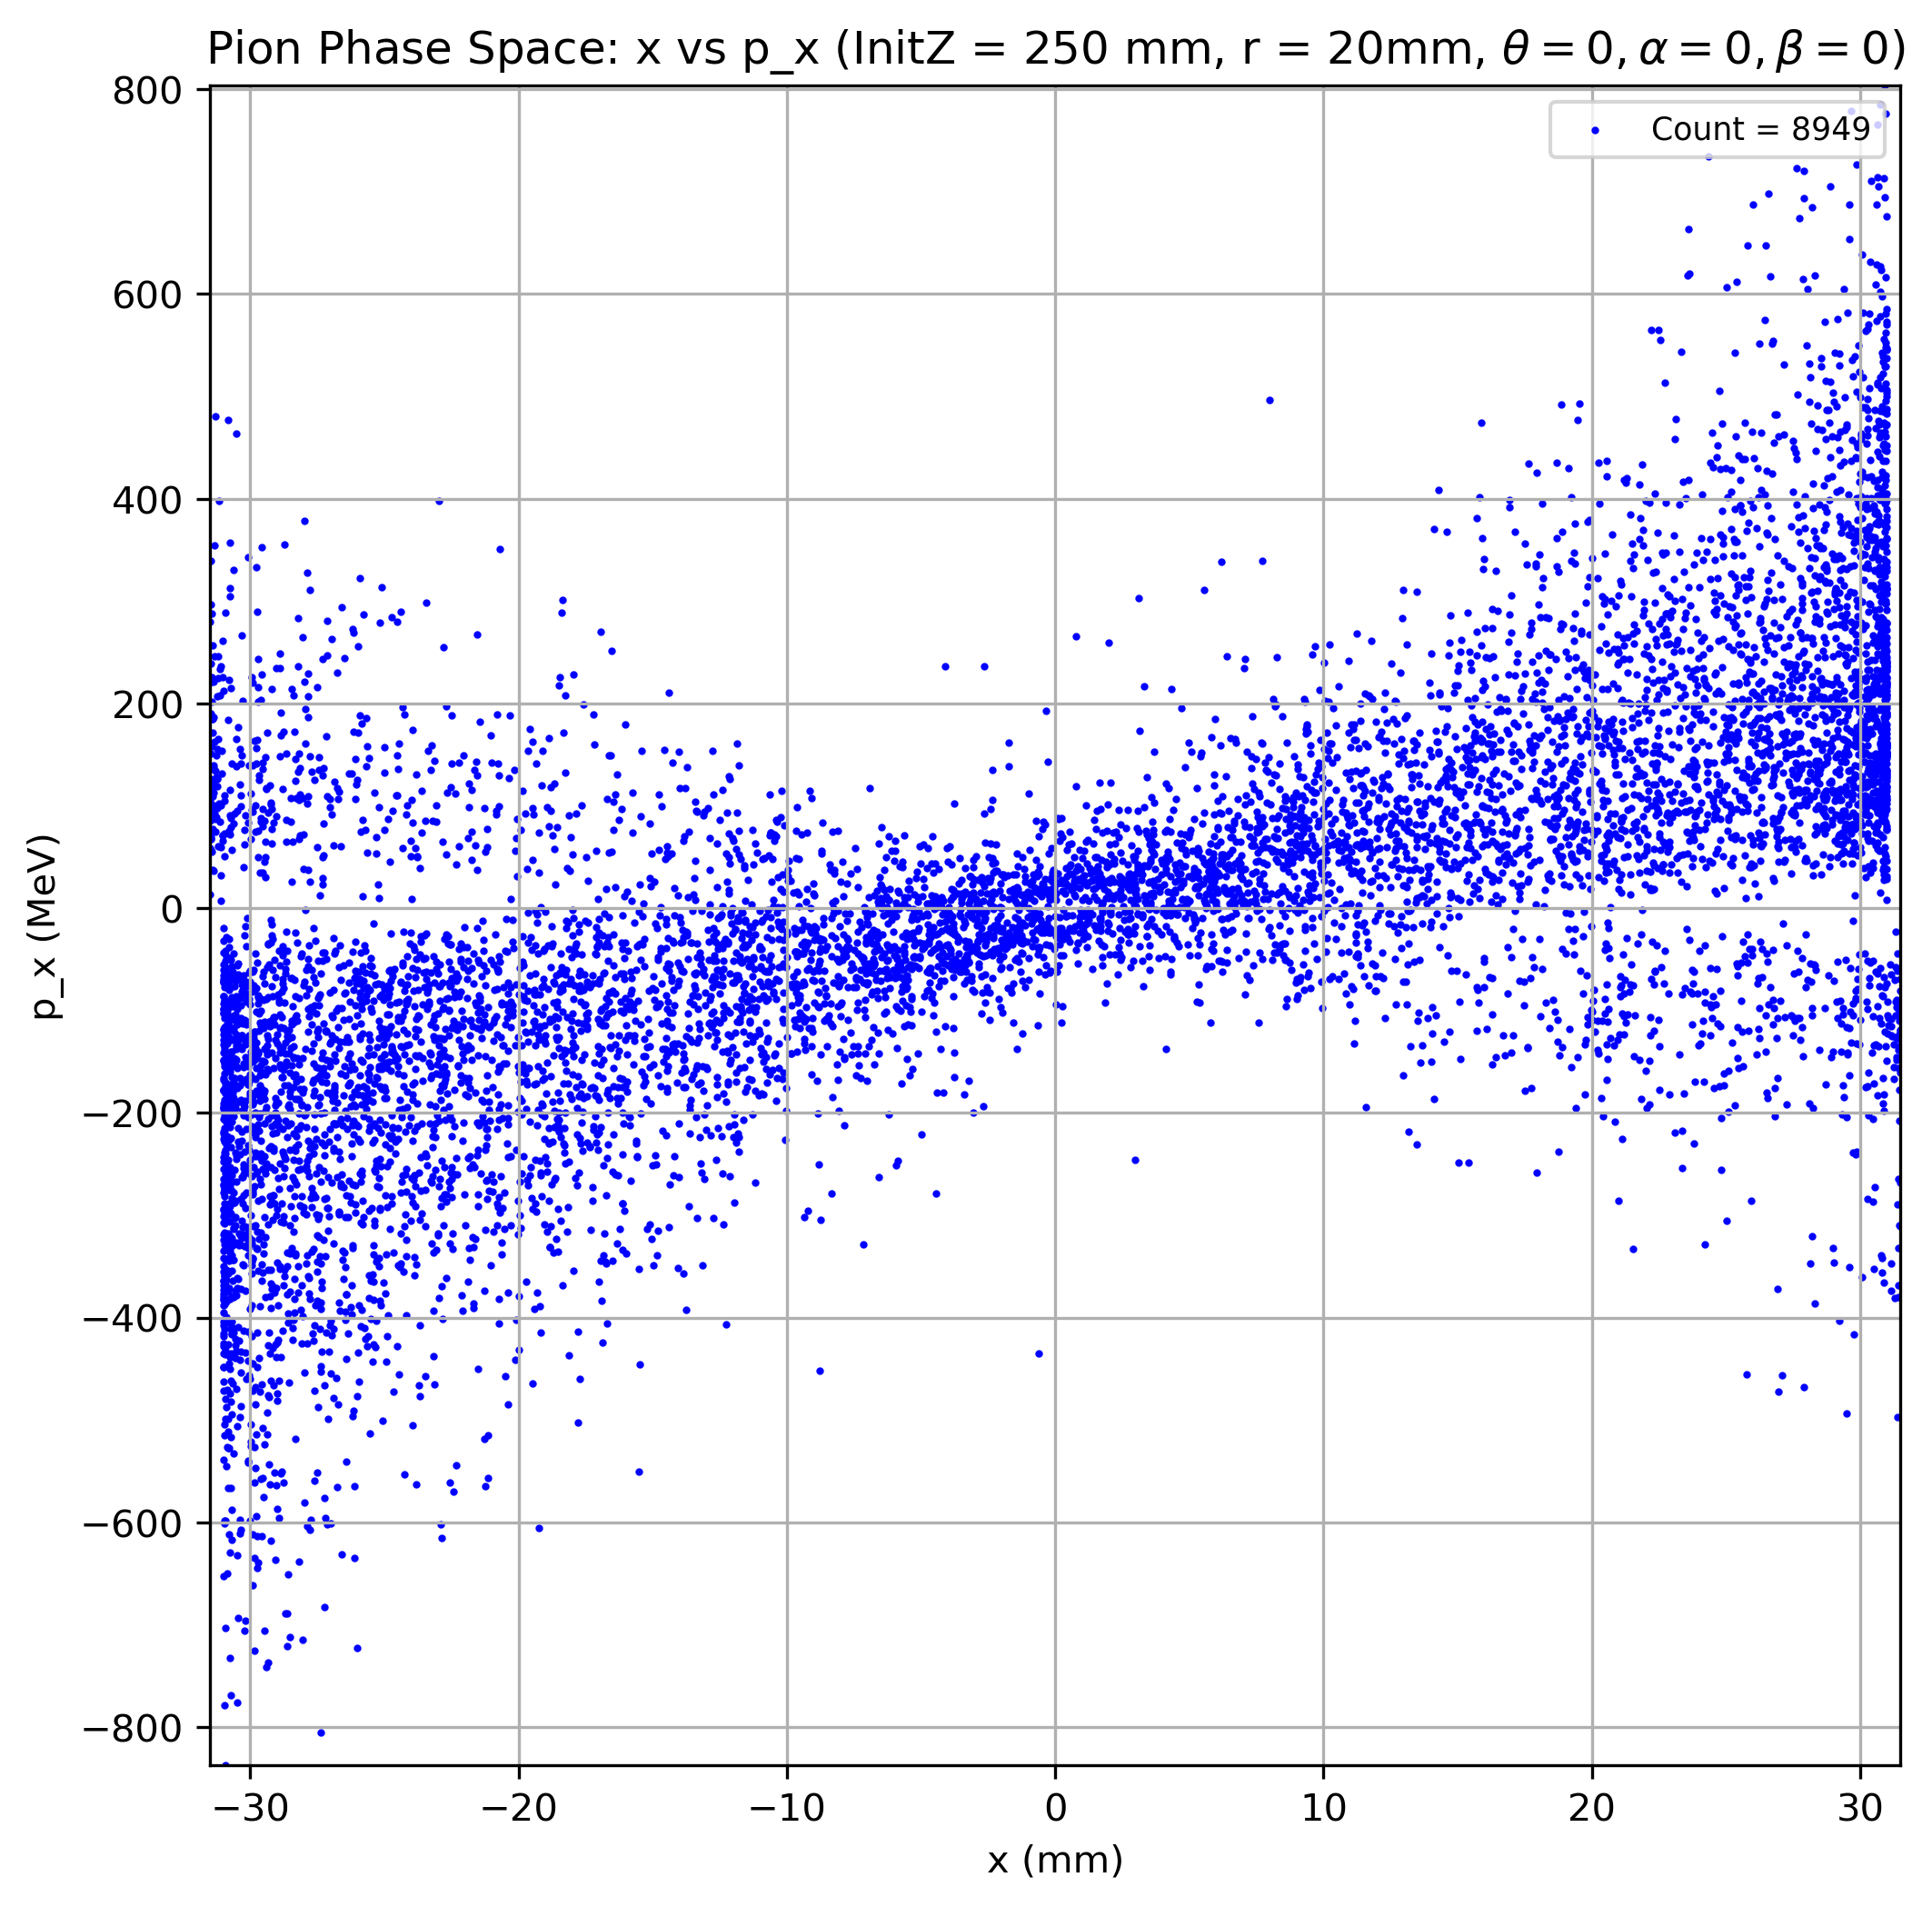 Pion Phase Space: x vs p_x (InitZ = 250 mm, r = 20mm, θ = 0, α = 0, β = 0)
Count = 8949
800
600
400
200
0
−200
−400
−600
−800
p_x (MeV)
−30 −20 −10 0 10 20 30
x (mm)